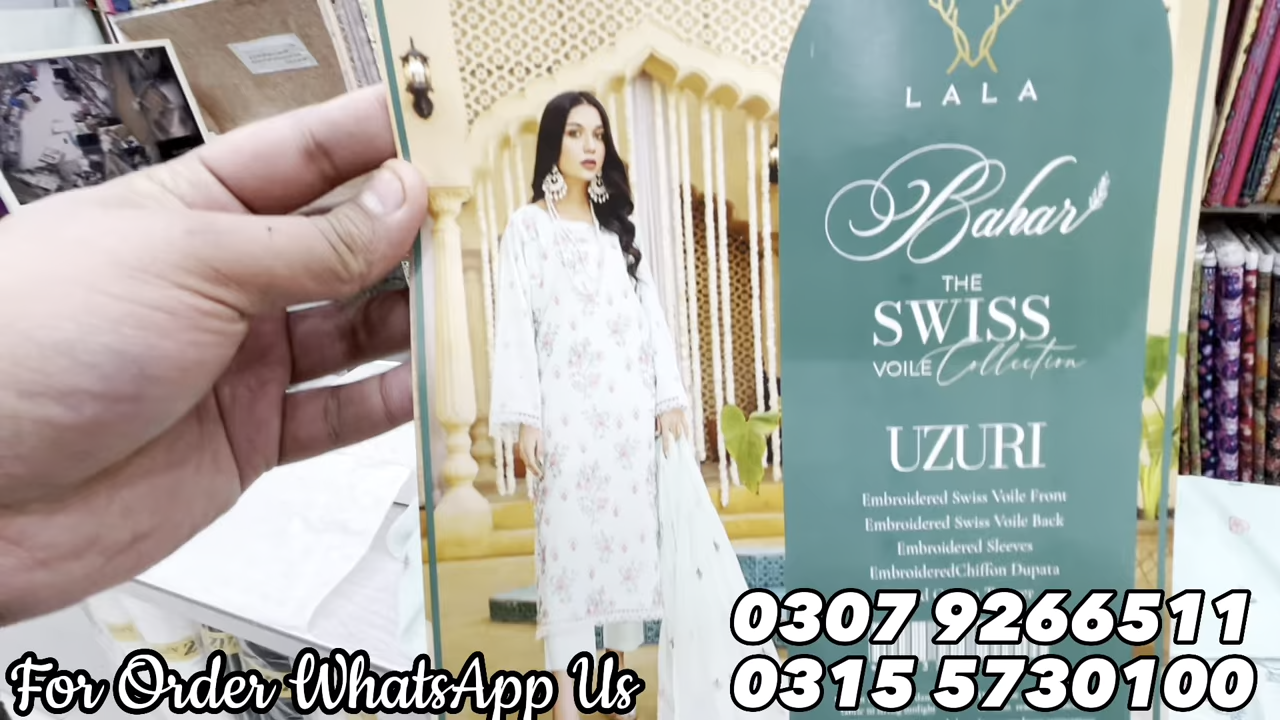 LALA
Bahar
THE
SWISS
VOILE Collection
UZURI
Embroidered Swiss Voile Front
Embroidered Swiss Voile Back
Embroidered Sleeves
EmbroideredChiffon Dupata
0307 9266511
0315 5730100
For Order WhatsApp Us